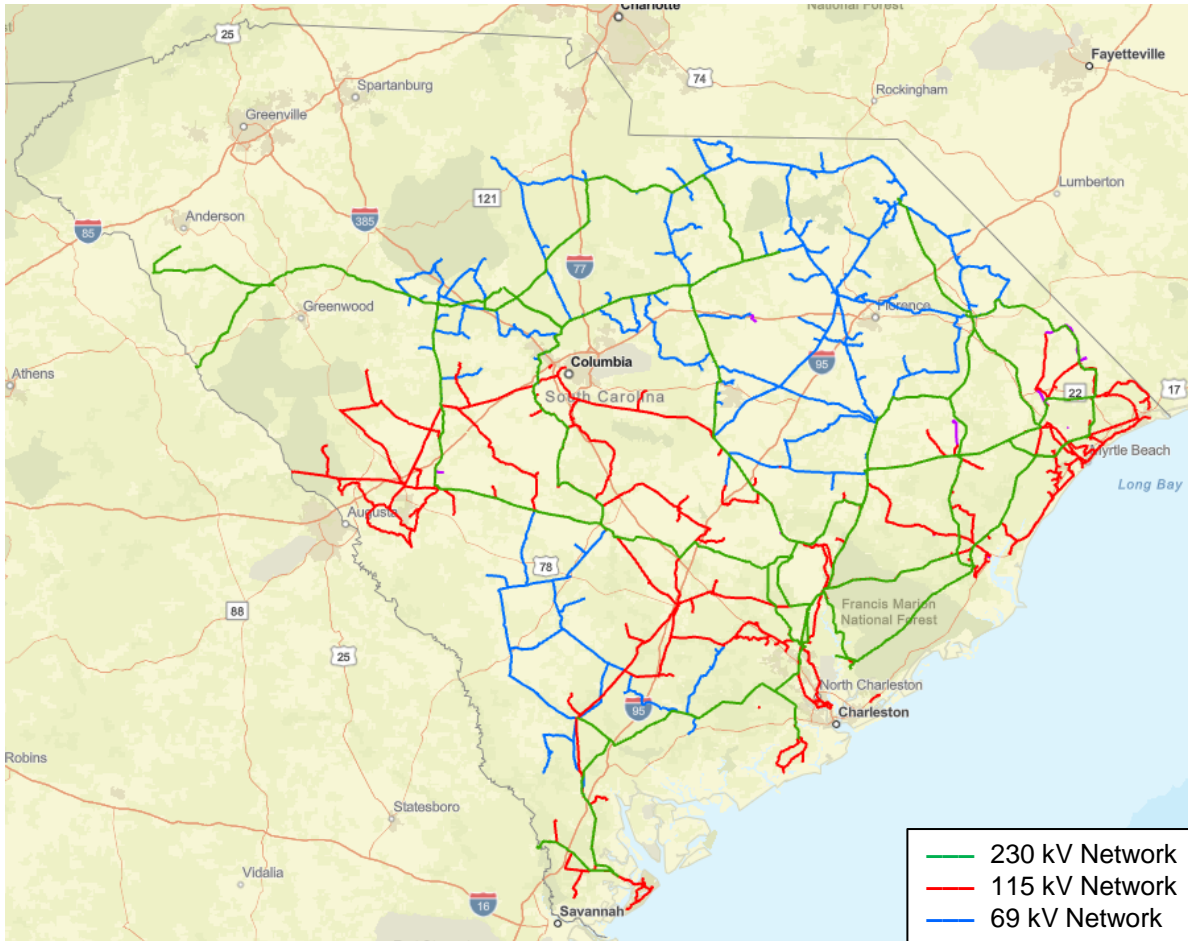 Charlotte
National Forest
25
Fayetteville
74
Spartanburg
Rockingham
Greenville
Lumberton
121
Anderson
385
85
77
Greenwood
Florence
Columbia
95
Athens
South Carolina
22
17
Myrtle Beach
Long Bay
Augusta
78
Francis Marion
National Forest
88
25
North Charleston
95
Charleston
Robins
Statesboro
Vidalia
16
Savannah
230 kV Network
115 kV Network
69 kV Network